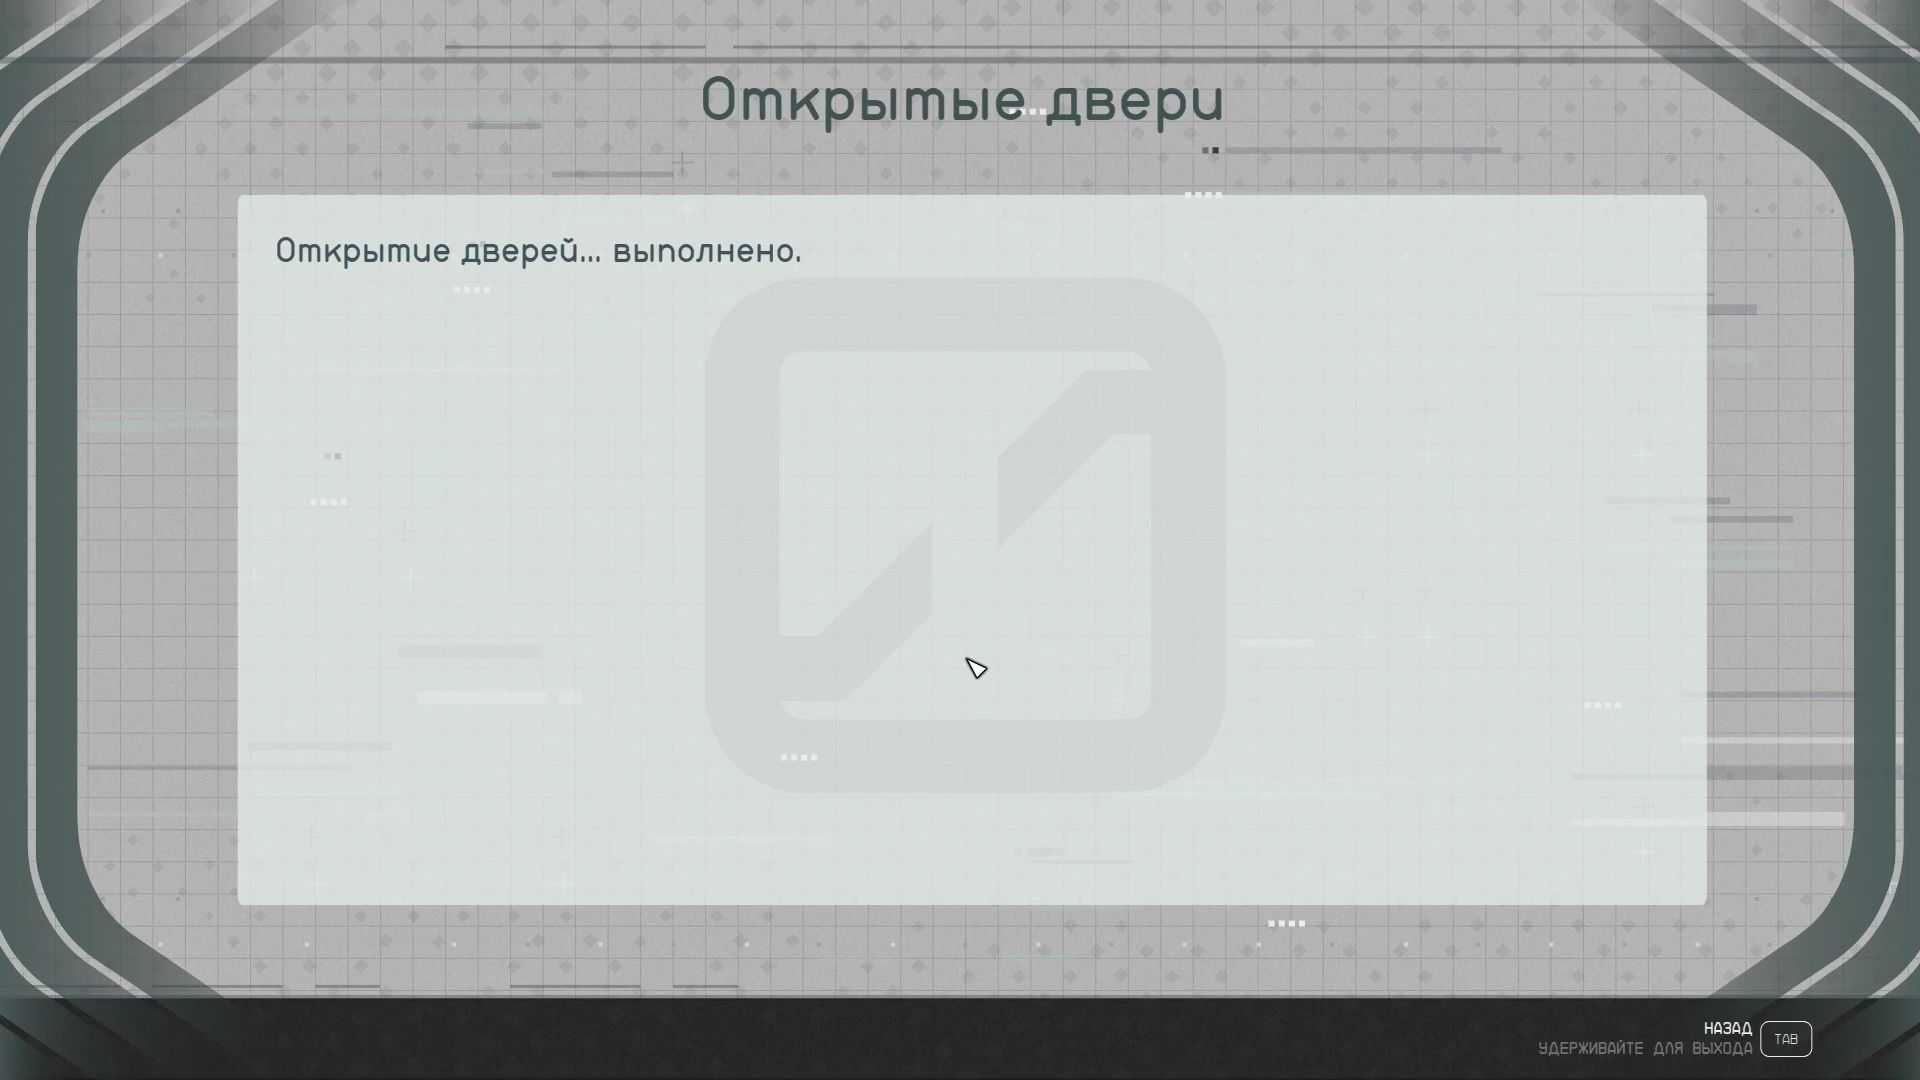 Открытые двери
Открытие дверей... выполнено.
НАЗАД
УДЕРЖИВАЙТЕ ДЛЯ ВЫХОДА
TAB